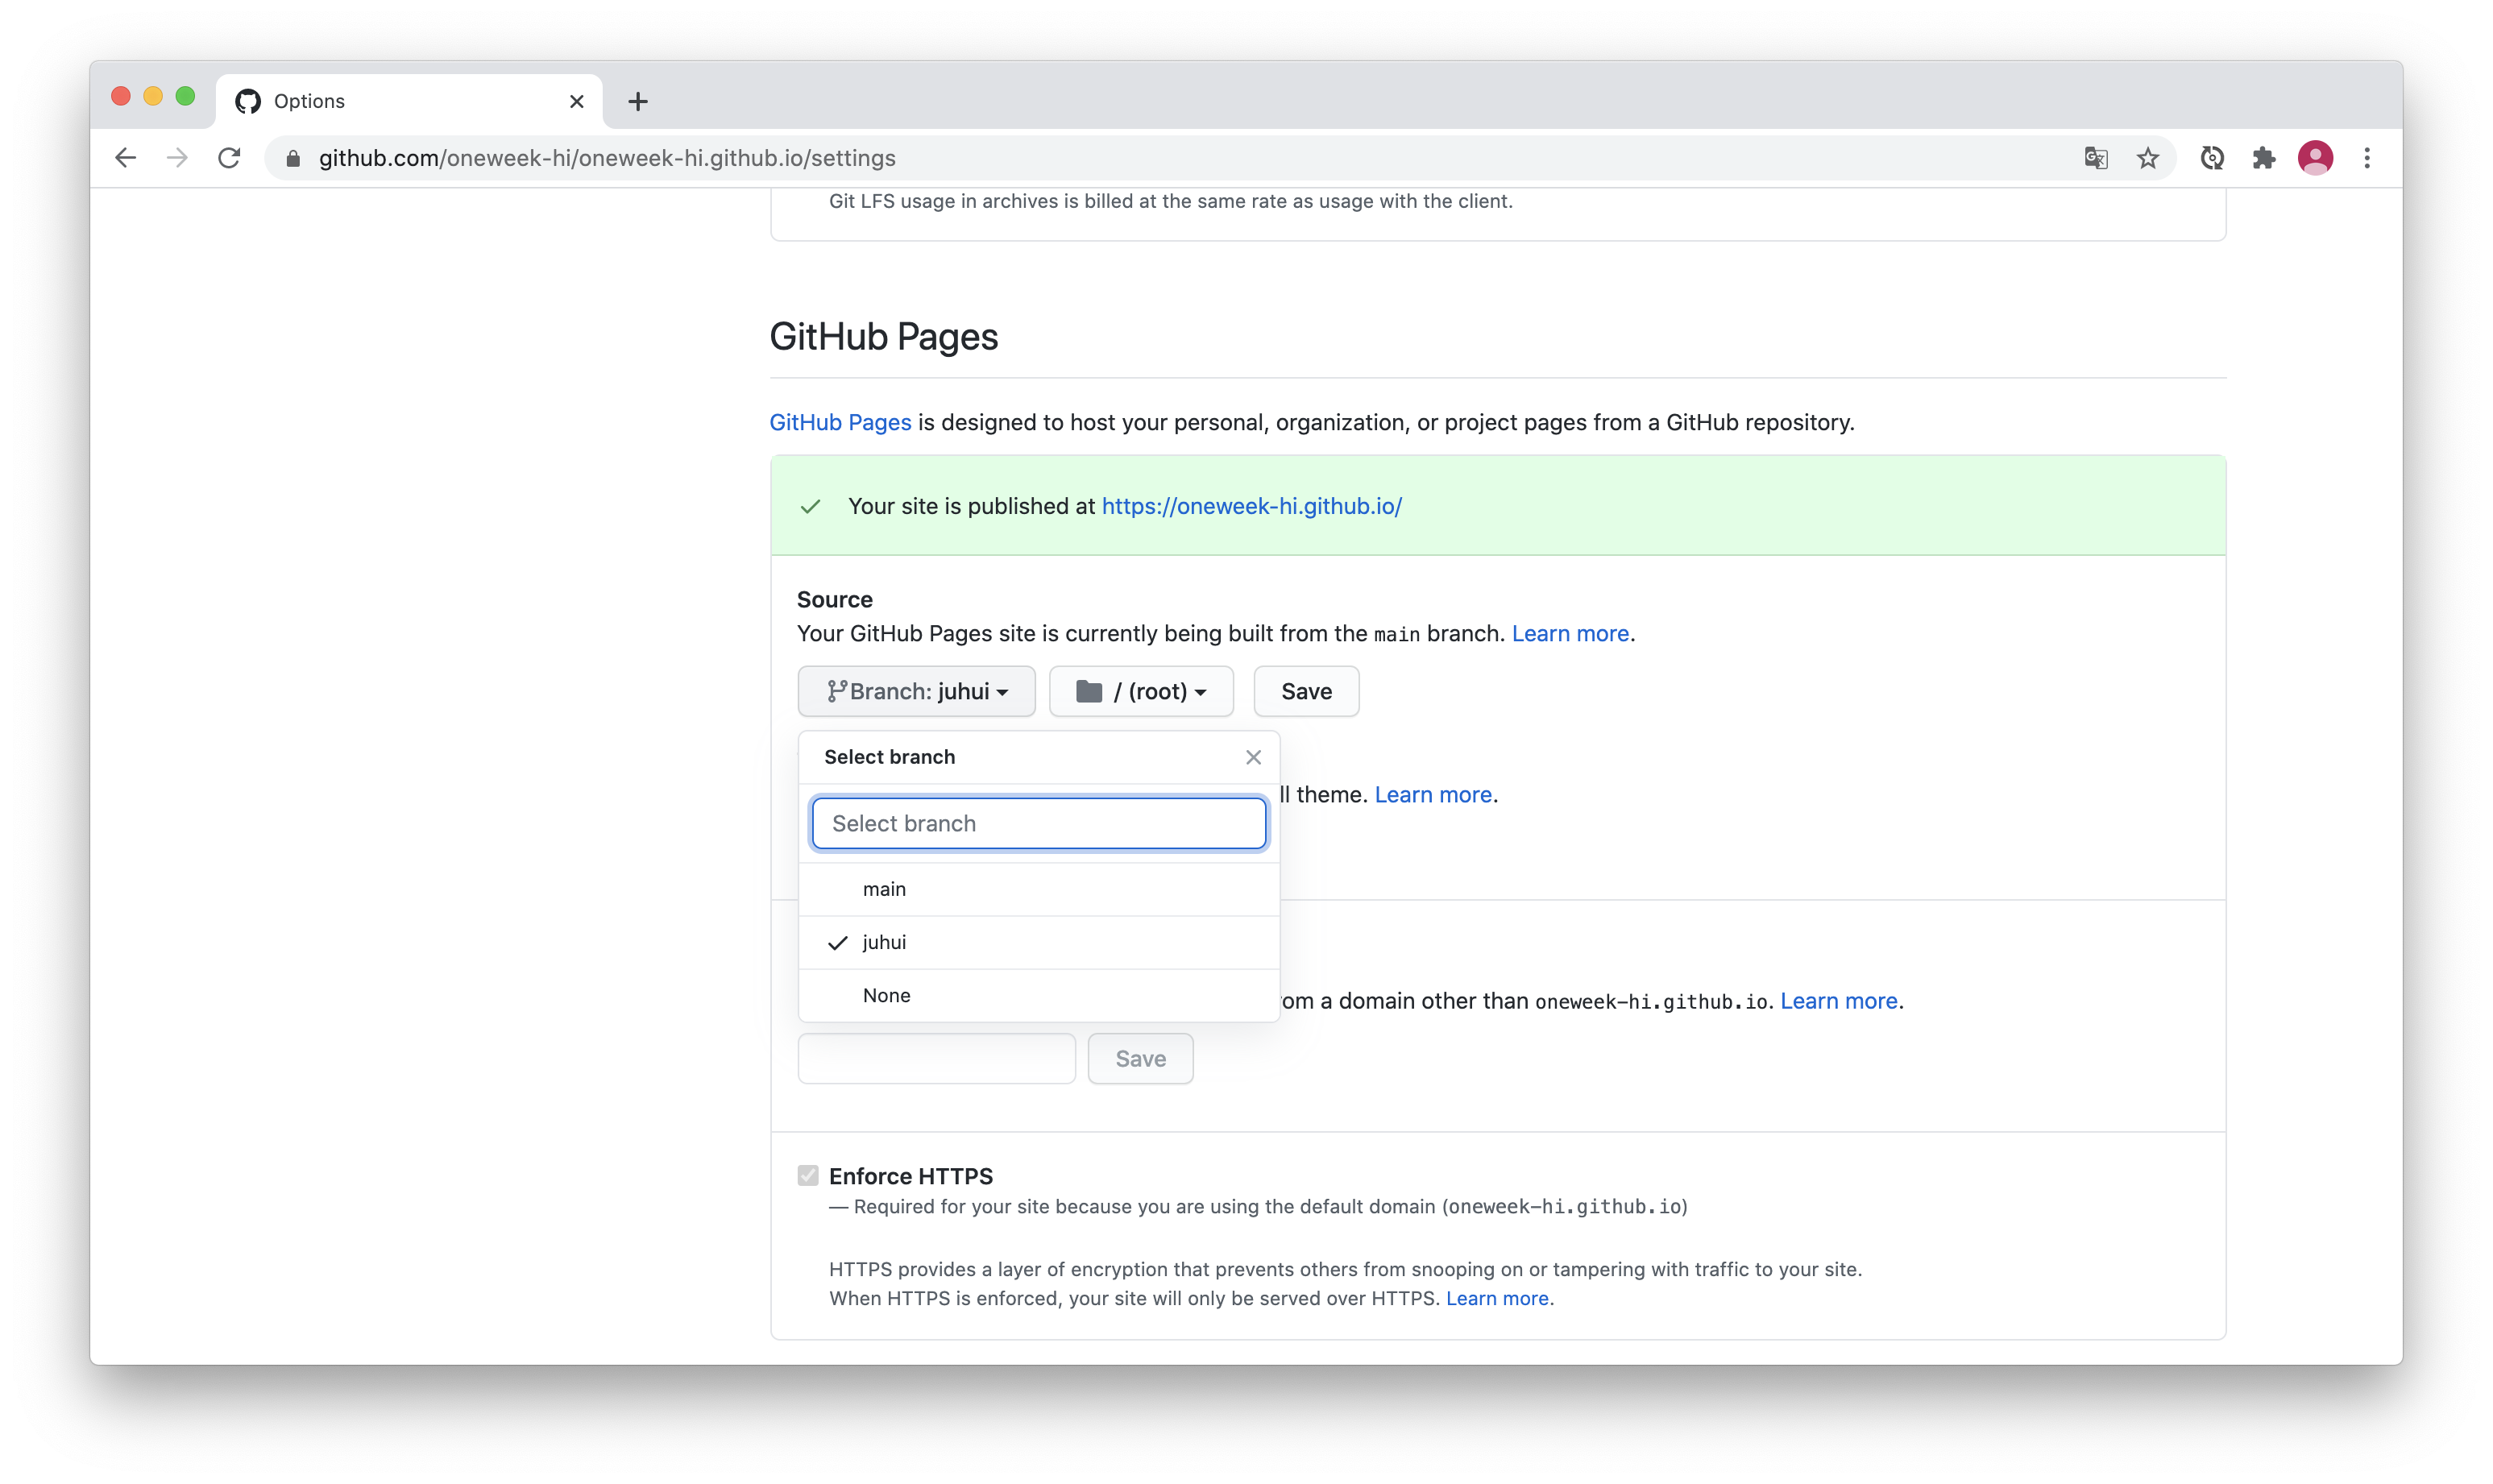 Options
github.com/oneweek-hi/oneweek-hi.github.io/settings
Git LFS usage in archives is billed at the same rate as usage with the client.
GitHub Pages
GitHub Pages is designed to host your personal, organization, or project pages from a GitHub repository.
Your site is published at https://oneweek-hi.github.io/
Source
Your GitHub Pages site is currently being built from the main branch. Learn more.
Branch: juhui / (root) Save
Select branch
ll theme. Learn more.
Select branch
main
juhui
None
om a domain other than oneweek-hi.github.io. Learn more.
Save
Enforce HTTPS
— Required for your site because you are using the default domain (oneweek-hi.github.io)
HTTPS provides a layer of encryption that prevents others from snooping on or tampering with traffic to your site.
When HTTPS is enforced, your site will only be served over HTTPS. Learn more.